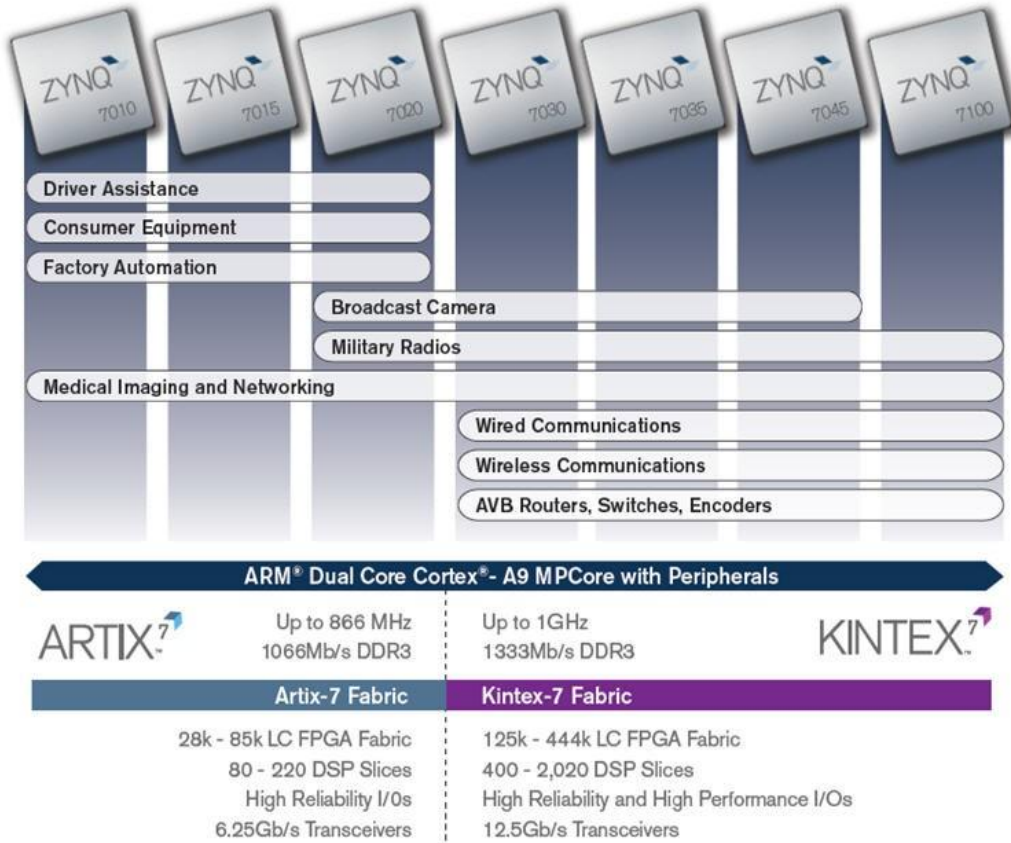 ZYNQ 7010
ZYNQ 7015
ZYNQ 7020
ZYNQ 7030
ZYNQ 7035
ZYNQ 7045
ZYNQ 7100
Driver Assistance
Consumer Equipment
Factory Automation
Broadcast Camera
Military Radios
Medical Imaging and Networking
Wired Communications
Wireless Communications
AVB Routers, Switches, Encoders
ARM® Dual Core Cortex®- A9 MPCore with Peripherals
ARTIX7™
Up to 866 MHz
1066Mb/s DDR3
Up to 1GHz
1333Mb/s DDR3
KINTEX7™
Artix-7 Fabric
Kintex-7 Fabric
28k - 85k LC FPGA Fabric
80 - 220 DSP Slices
High Reliability I/0s
6.25Gb/s Transceivers
125k - 444k LC FPGA Fabric
400 - 2,020 DSP Slices
High Reliability and High Performance I/Os
12.5Gb/s Transceivers